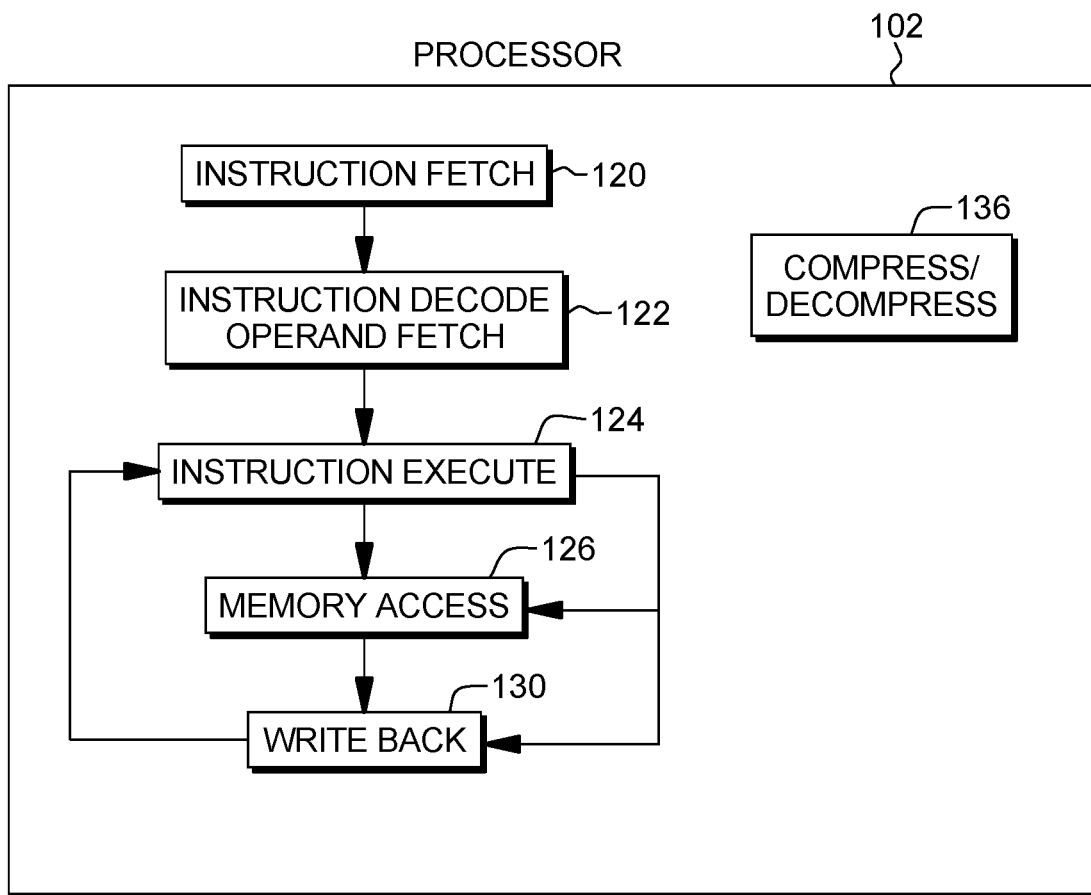 102
PROCESSOR
INSTRUCTION FETCH
120
136
COMPRESS/
DECOMPRESS
INSTRUCTION DECODE
OPERAND FETCH
122
124
INSTRUCTION EXECUTE
126
MEMORY ACCESS
130
WRITE BACK